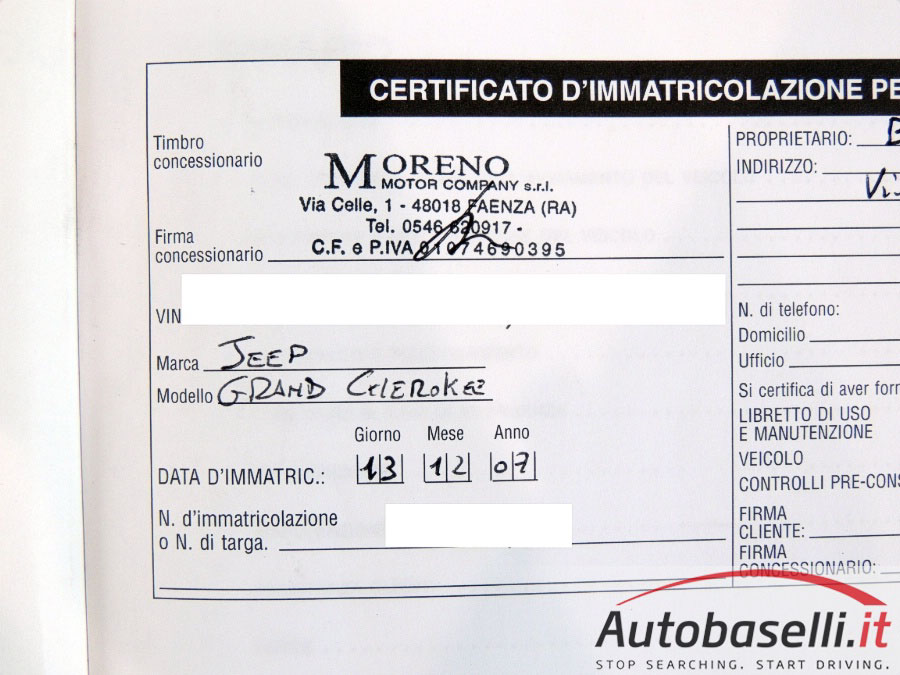 CERTIFICATO D'IMMATRICOLAZIONE PE
Timbro
concessionario
MORENO
MOTOR COMPANY s.r.l.
Via Celle, 1 - 48018 FAENZA (RA)
Tel. 0546 620917
C.F. e P.IVA 01074690395
Firma
concessionario
VIN
Marca JEEP
Modello GRAND CHEROKEE
Giorno Mese Anno
DATA D'IMMATRIC.: 13 12 07
N. d'immatricolazione
o N. di targa.
PROPRIETARIO:
INDIRIZZO:
N. di telefono:
Domicilio
Ufficio
Si certifica di aver forn
LIBRETTO DI USO
E MANUTENZIONE
VEICOLO
CONTROLLI PRE-CONS
FIRMA
CLIENTE:
FIRMA
CONCESSIONARIO:
Autobaselli.it
STOP SEARCHING. START DRIVING.